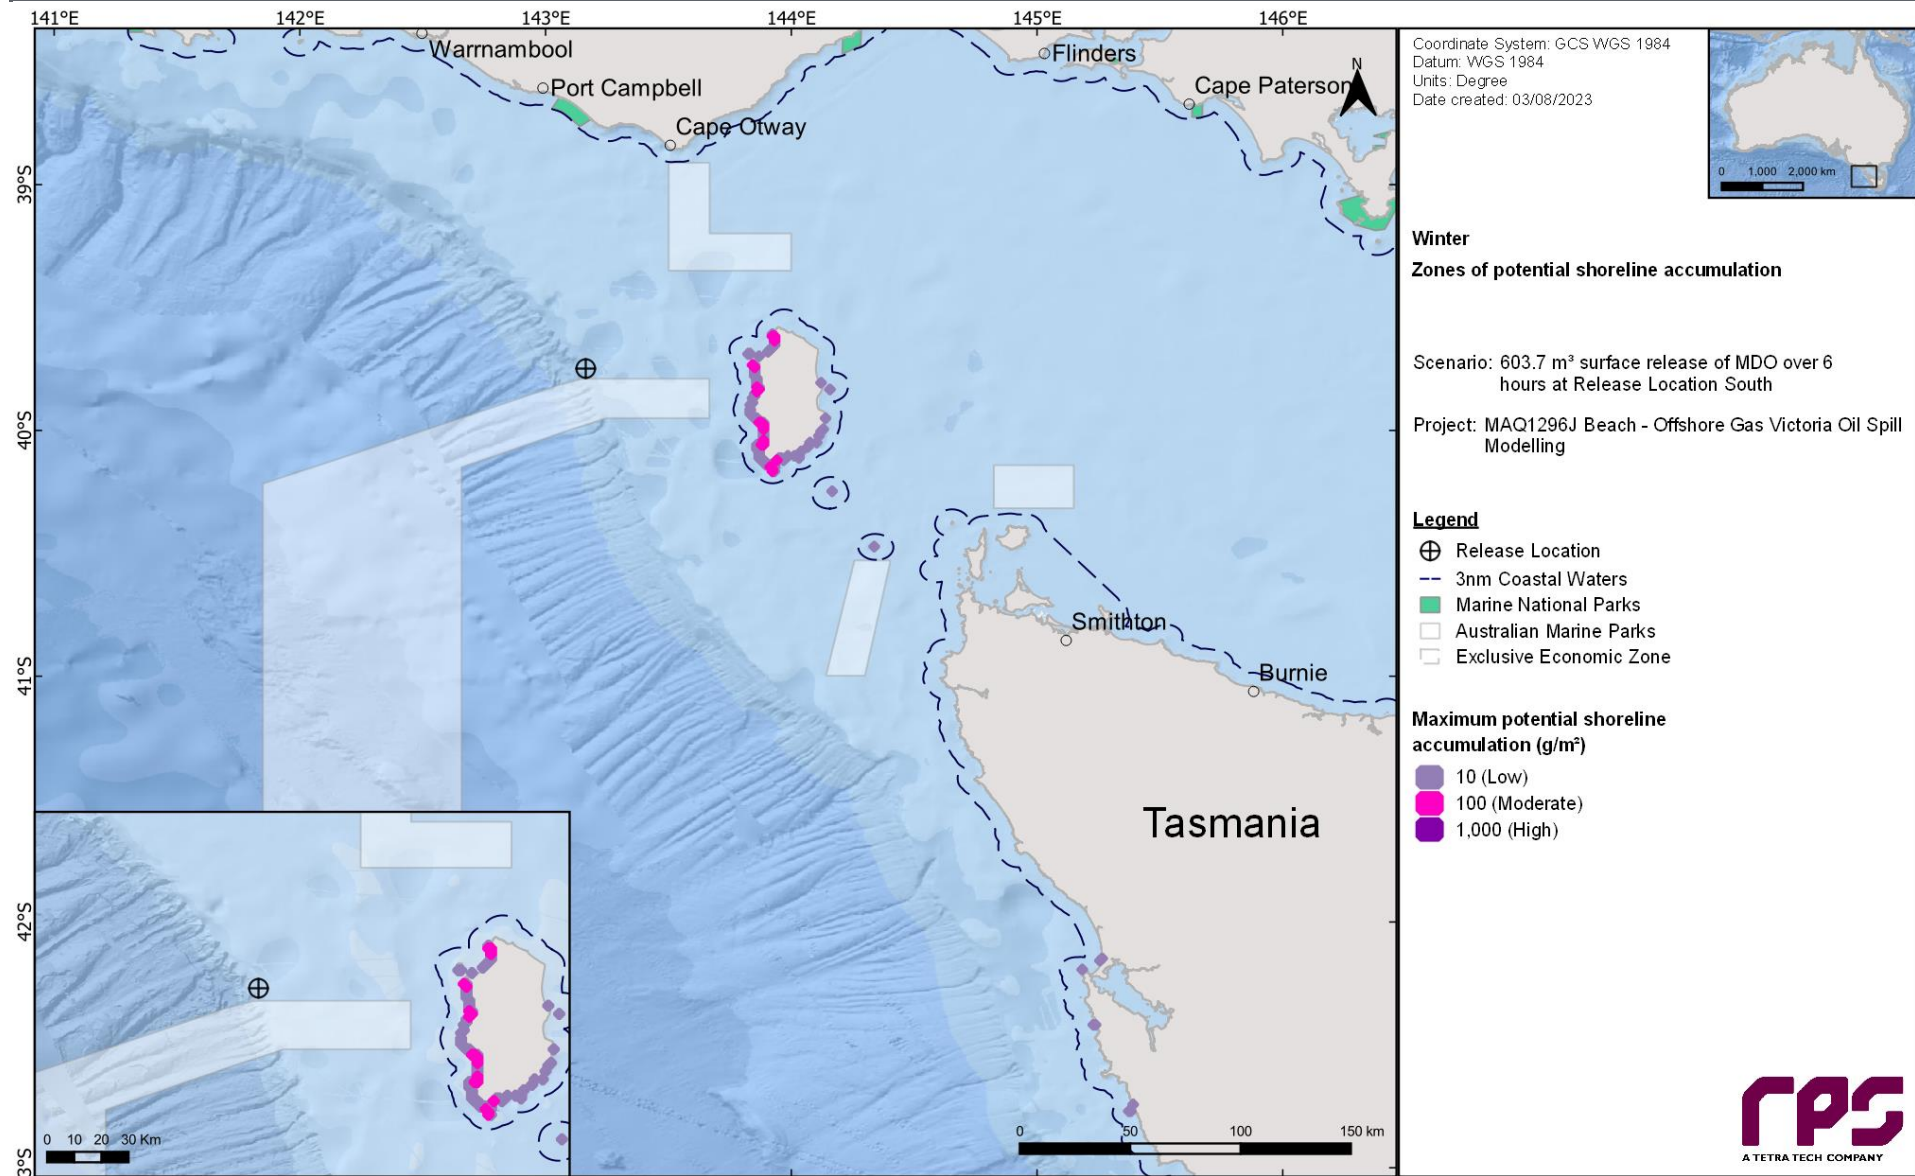 141°E 142°E 143°E 144°E 145°E 146°E
Warrnambool
Flinders
Port Campbell
Cape Paterson
Cape Otway
N
39°S
40°S
41°S
42°S
3°S
Smithton
Burnie
Tasmania
0 10 20 30 Km
0 50 100 150 km
Coordinate System: GCS WGS 1984
Datum: WGS 1984
Units: Degree
Date created: 03/08/2023
0 1,000 2,000 km
Winter
Zones of potential shoreline accumulation
Scenario: 603.7 m³ surface release of MDO over 6
hours at Release Location South
Project: MAQ1296J Beach - Offshore Gas Victoria Oil Spill
Modelling
Legend
Release Location
3nm Coastal Waters
Marine National Parks
Australian Marine Parks
Exclusive Economic Zone
Maximum potential shoreline
accumulation (g/m²)
10 (Low)
100 (Moderate)
1,000 (High)
rps
A TETRA TECH COMPANY